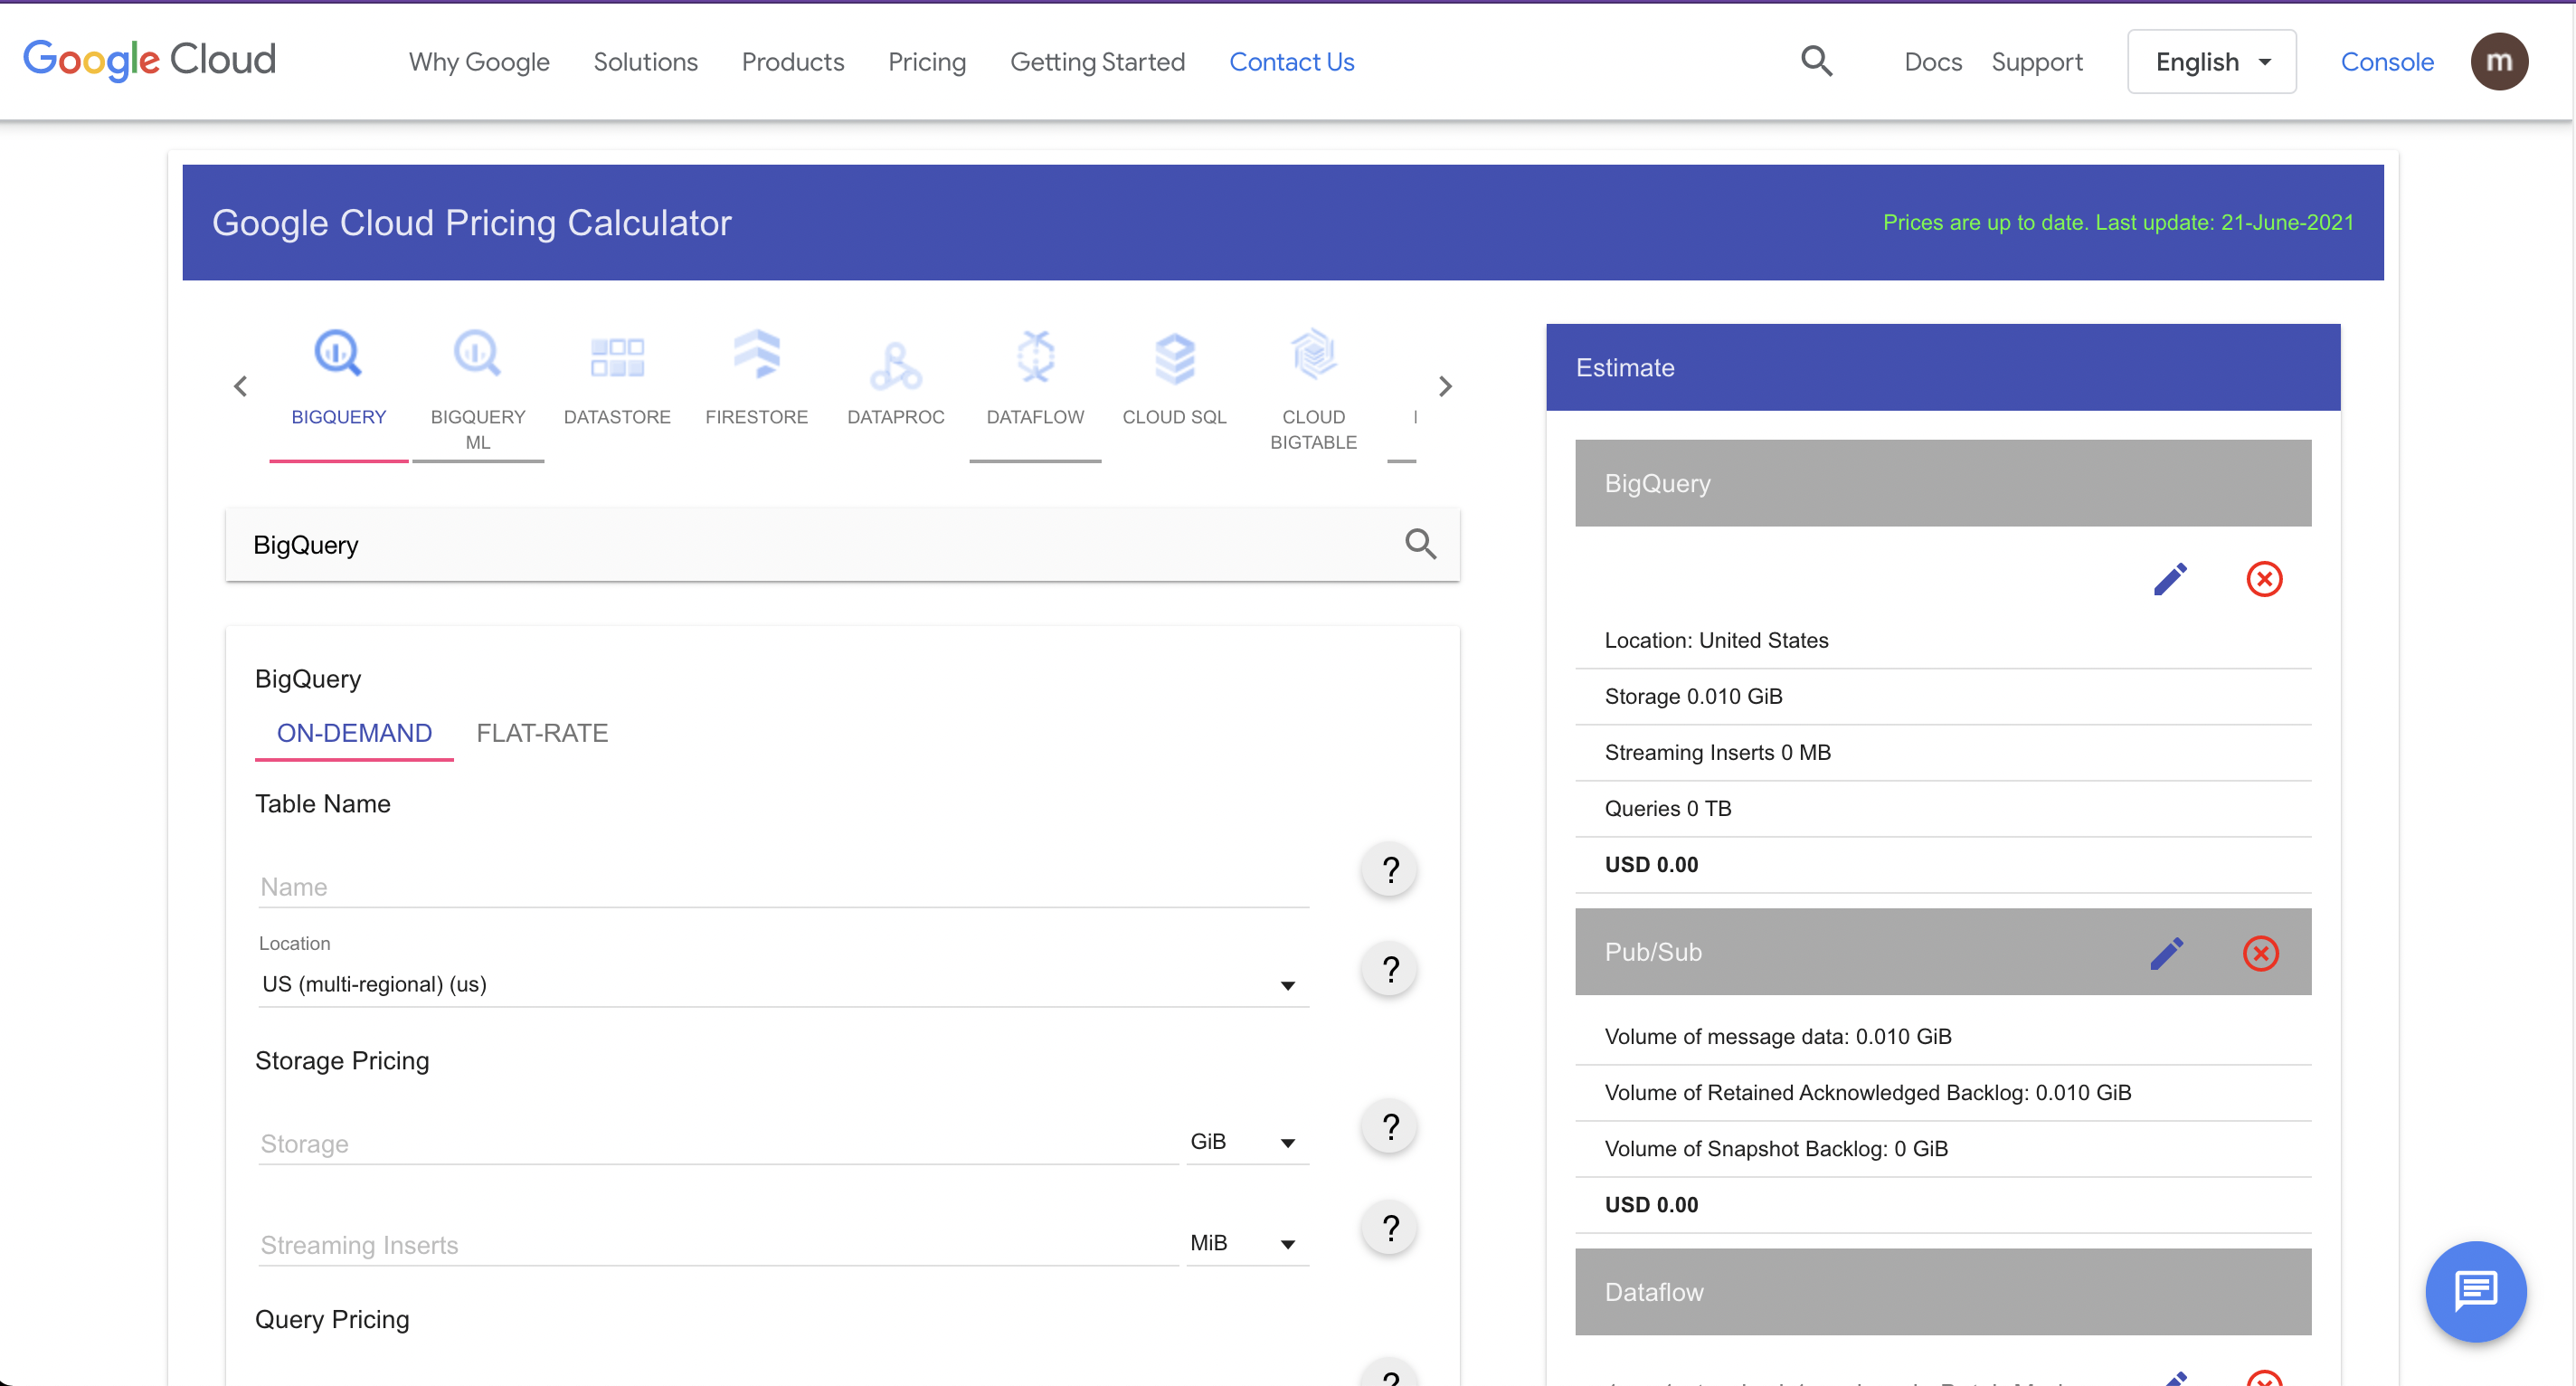 Google Cloud
Why Google
Solutions
Products
Pricing
Getting Started
Contact Us
Docs
Support
English
Console
m
Google Cloud Pricing Calculator
Prices are up to date. Last update: 21-June-2021
BIGQUERY
BIGQUERY
ML
DATASTORE
FIRESTORE
DATAPROC
DATAFLOW
CLOUD SQL
CLOUD
BIGTABLE
BigQuery
BigQuery
ON-DEMAND
FLAT-RATE
Table Name
Name
?
Location
US (multi-regional) (us)
?
Storage Pricing
Storage
GiB
?
Streaming Inserts
MiB
?
Query Pricing
?
Estimate
BigQuery
Location: United States
Storage 0.010 GiB
Streaming Inserts 0 MB
Queries 0 TB
USD 0.00
Pub/Sub
Volume of message data: 0.010 GiB
Volume of Retained Acknowledged Backlog: 0.010 GiB
Volume of Snapshot Backlog: 0 GiB
USD 0.00
Dataflow